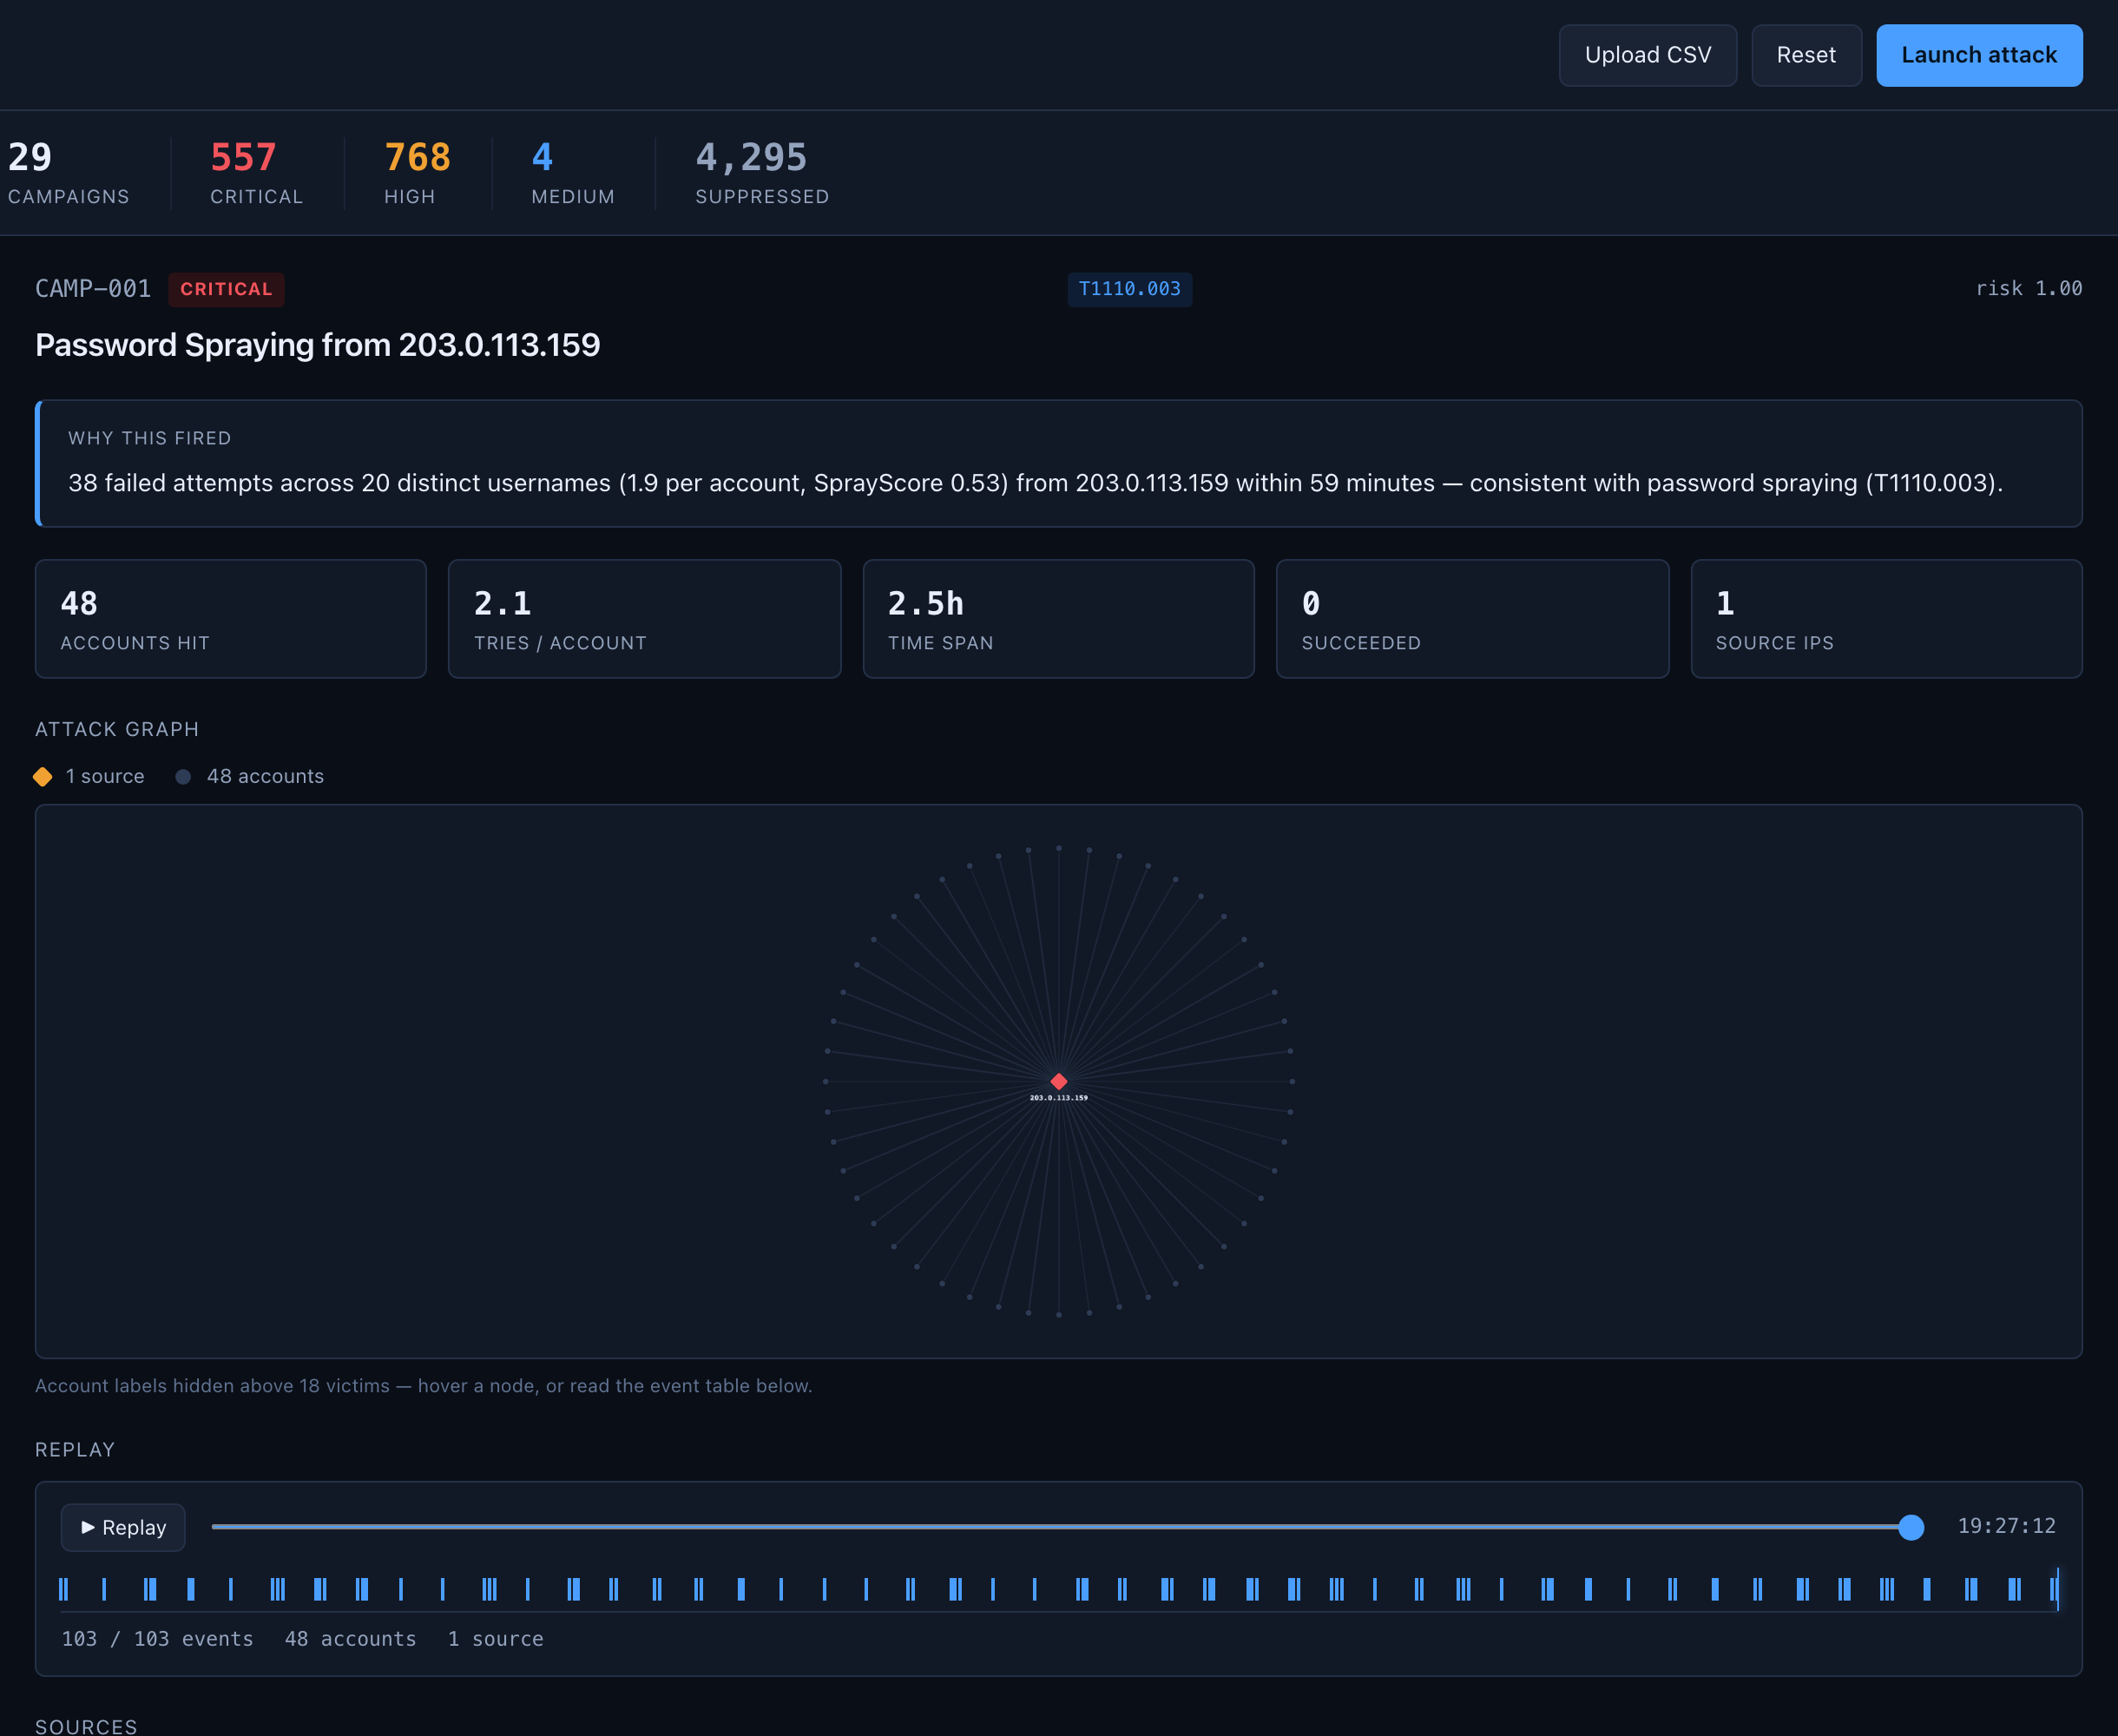 Upload CSV Reset Launch attack
29 557 768 4 4,295
CAMPAIGNS CRITICAL HIGH MEDIUM SUPPRESSED
CAMP-001 CRITICAL T1110.003 risk 1.00
Password Spraying from 203.0.113.159
WHY THIS FIRED
38 failed attempts across 20 distinct usernames (1.9 per account, SprayScore 0.53) from 203.0.113.159 within 59 minutes — consistent with password spraying (T1110.003).
48 2.1 2.5h 0 1
ACCOUNTS HIT TRIES / ACCOUNT TIME SPAN SUCCEEDED SOURCE IPS
ATTACK GRAPH
1 source 48 accounts
203.0.113.159
Account labels hidden above 18 victims — hover a node, or read the event table below.
REPLAY
Replay 19:27:12
103 / 103 events 48 accounts 1 source
SOURCES